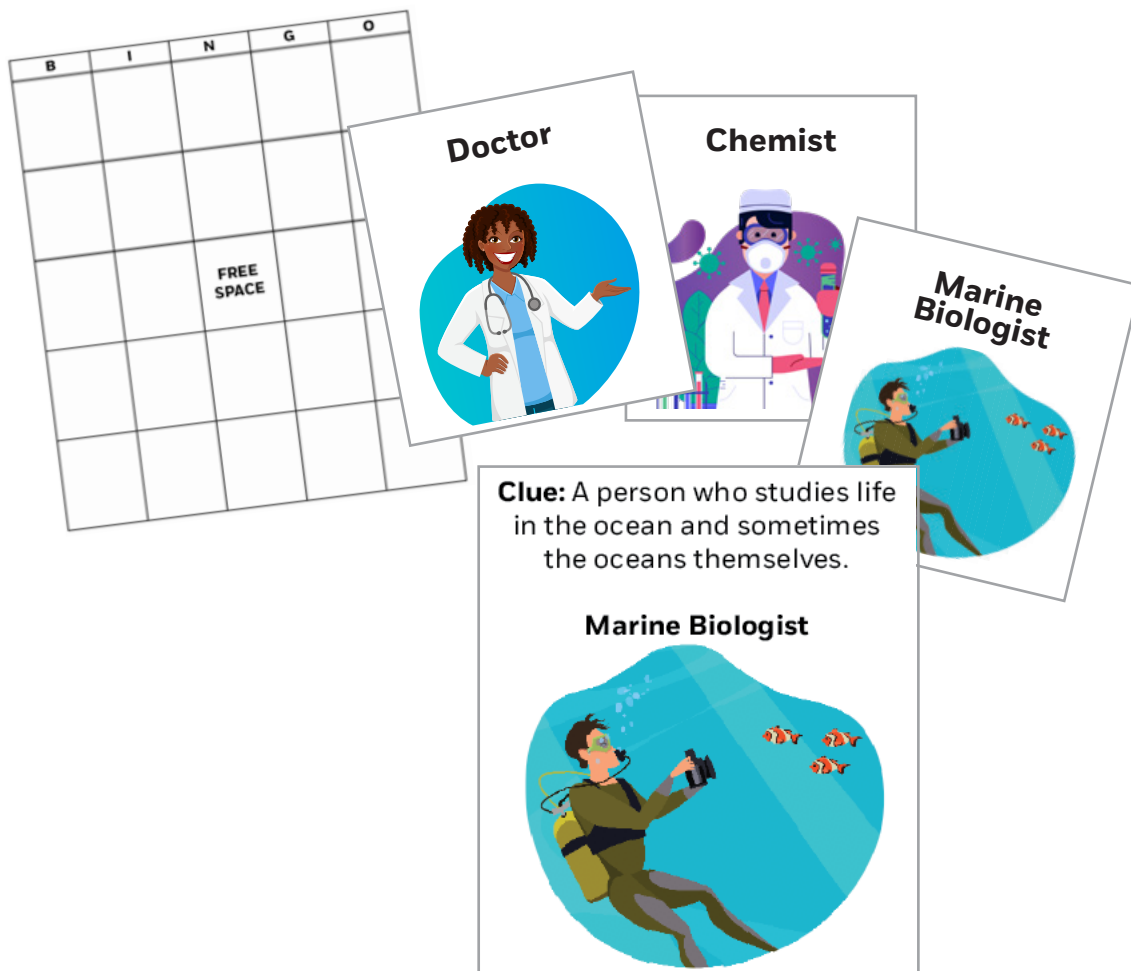 B I N G O
FREE
SPACE
Doctor
Chemist
Marine
Biologist
Clue: A person who studies life
in the ocean and sometimes
the oceans themselves.
Marine Biologist